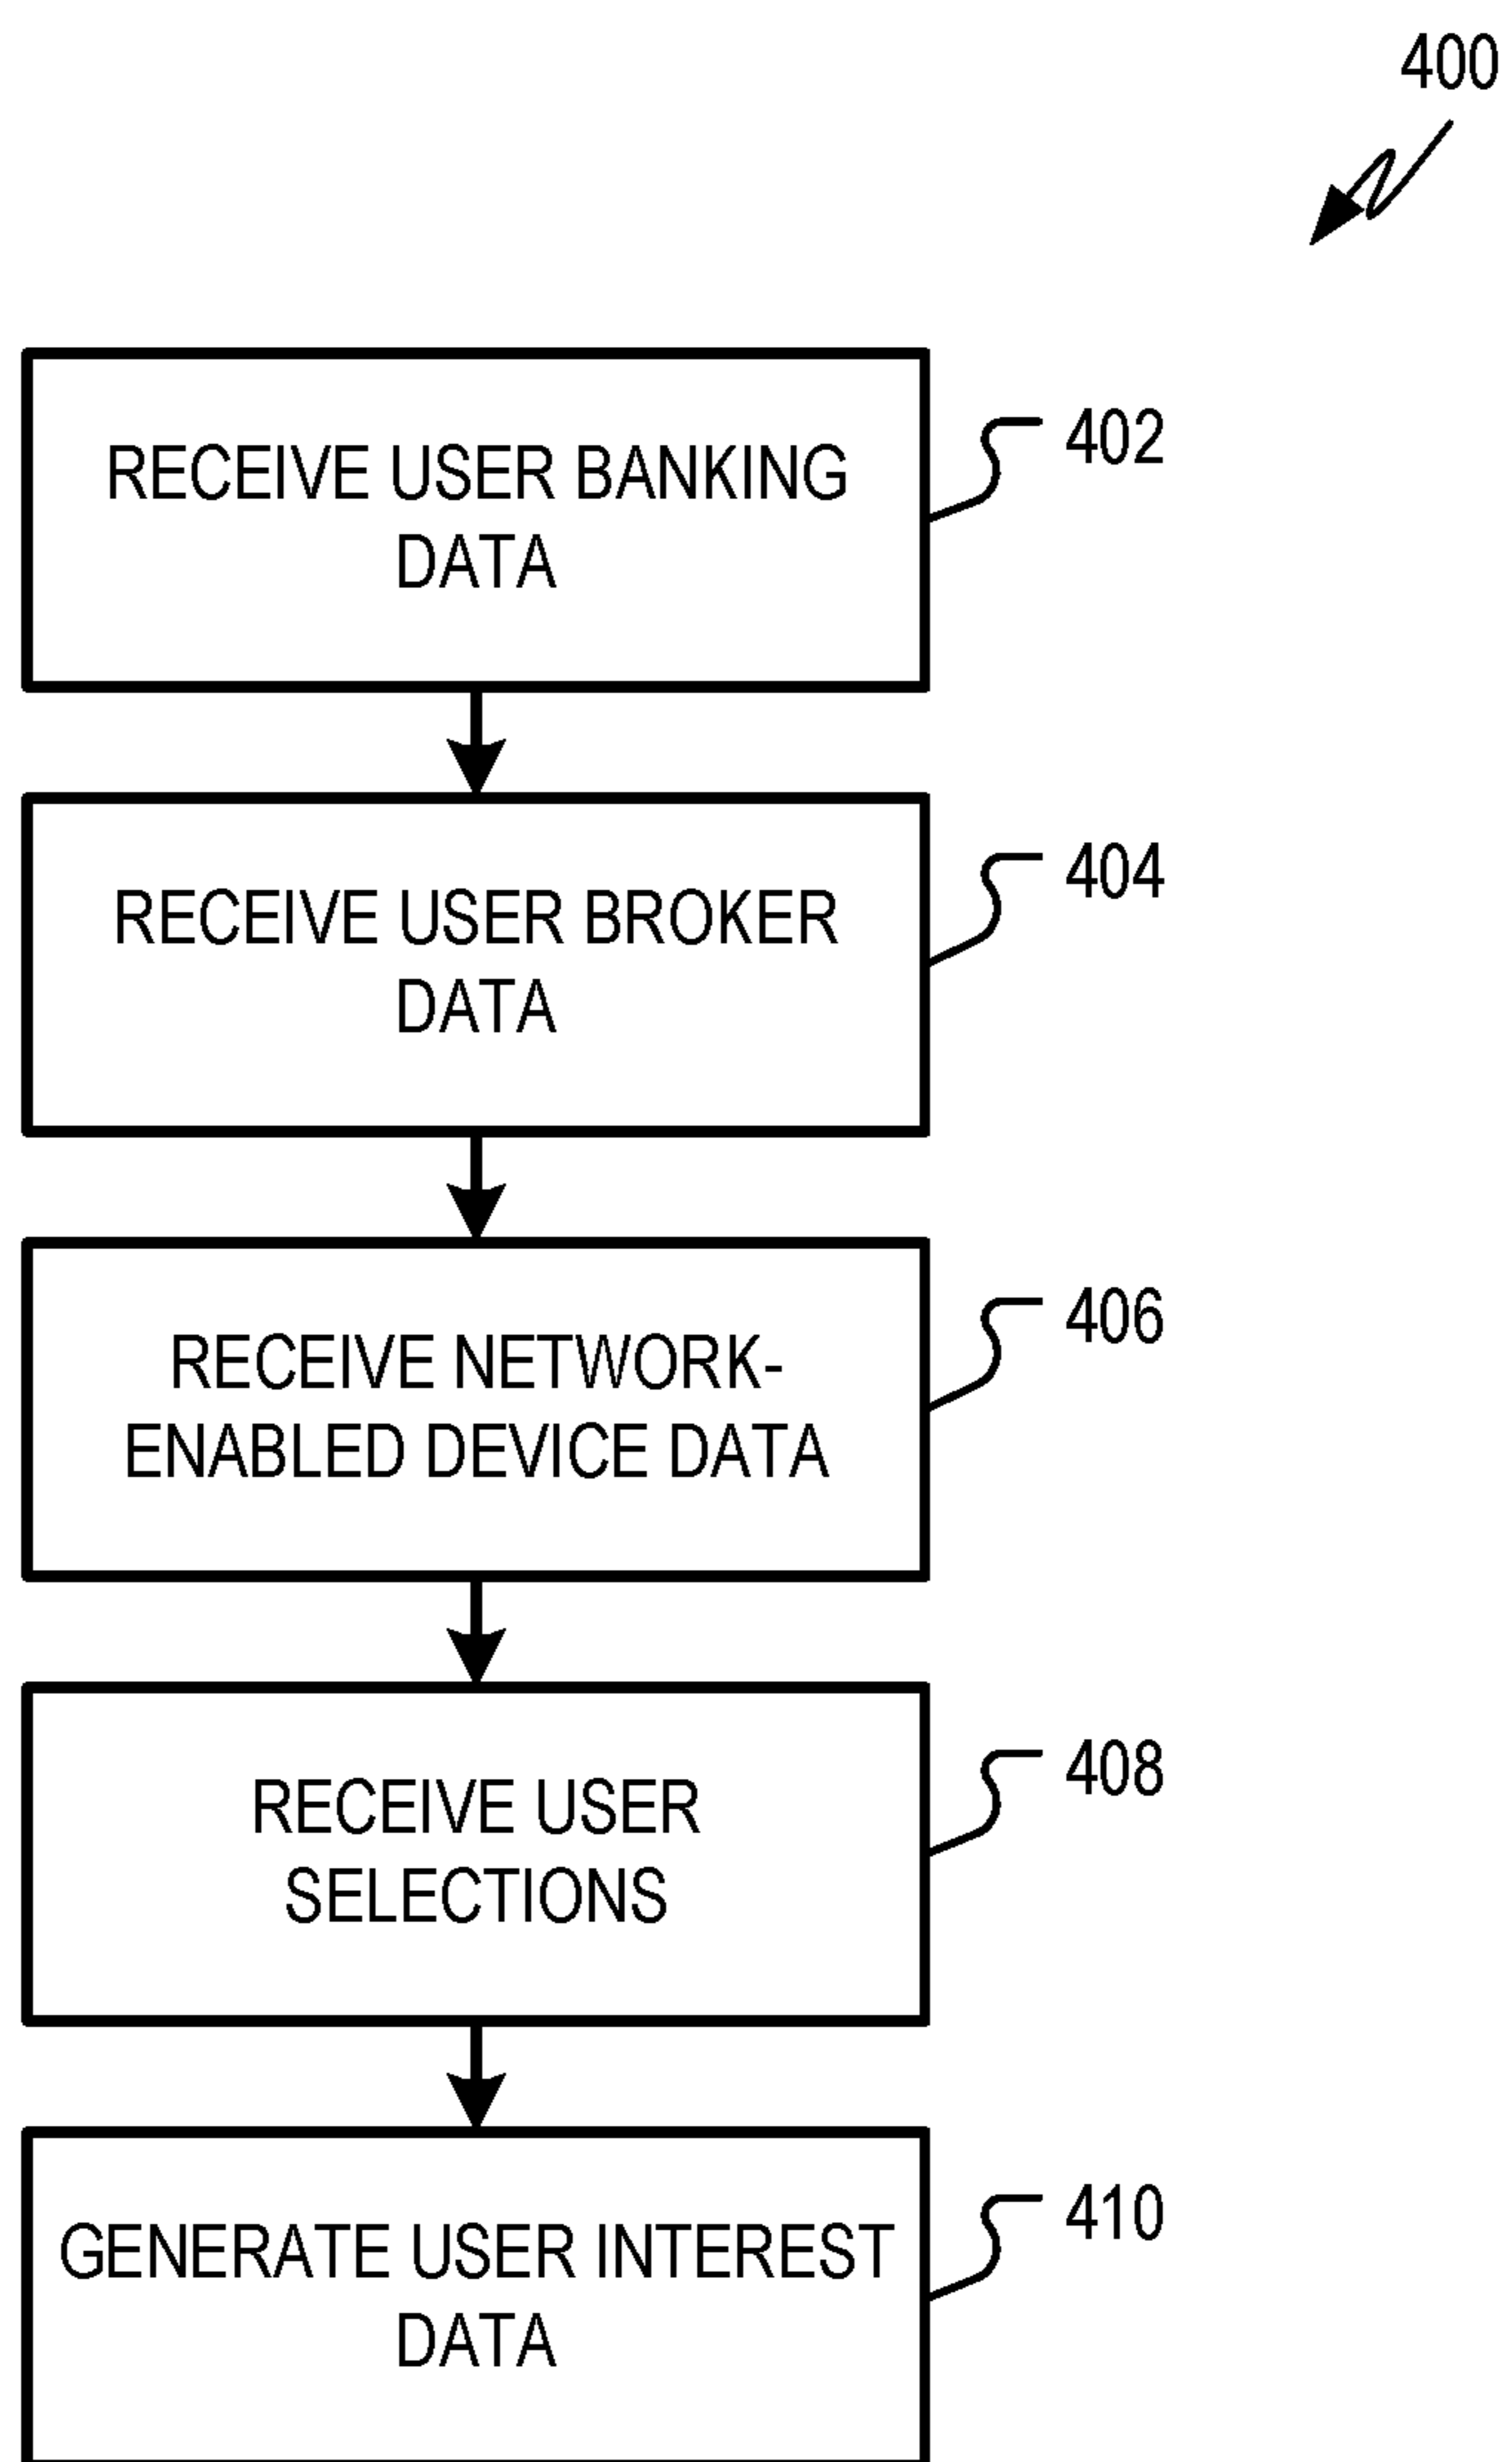 400
RECEIVE USER BANKING
DATA
402
RECEIVE USER BROKER
DATA
404
RECEIVE NETWORK-
ENABLED DEVICE DATA
406
RECEIVE USER
SELECTIONS
408
GENERATE USER INTEREST
DATA
410